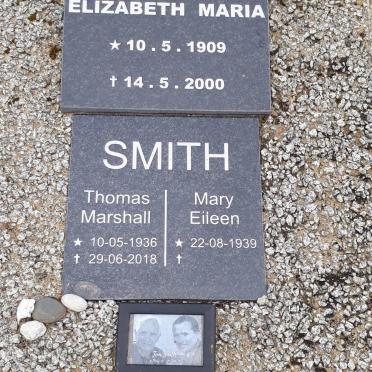 ELIZABETH MARIA
★ 10 . 5 . 1909
† 14 . 5 . 2000
SMITH
Thomas Marshall
★ 10-05-1936
† 29-06-2018
Mary Eileen
★ 22-08-1939
†